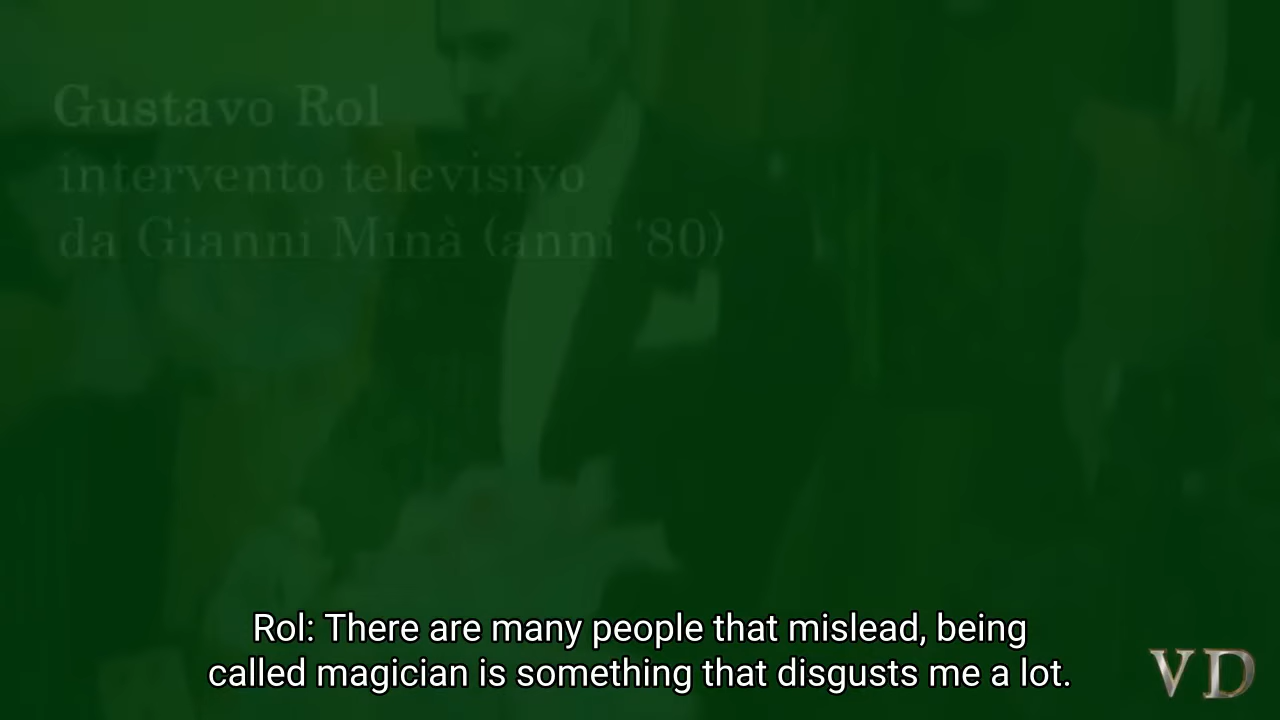 Gustavo Rol
intervento televisivo
da Gianni Minà (anni '80)
Rol: There are many people that mislead, being
called magician is something that disgusts me a lot.
VD